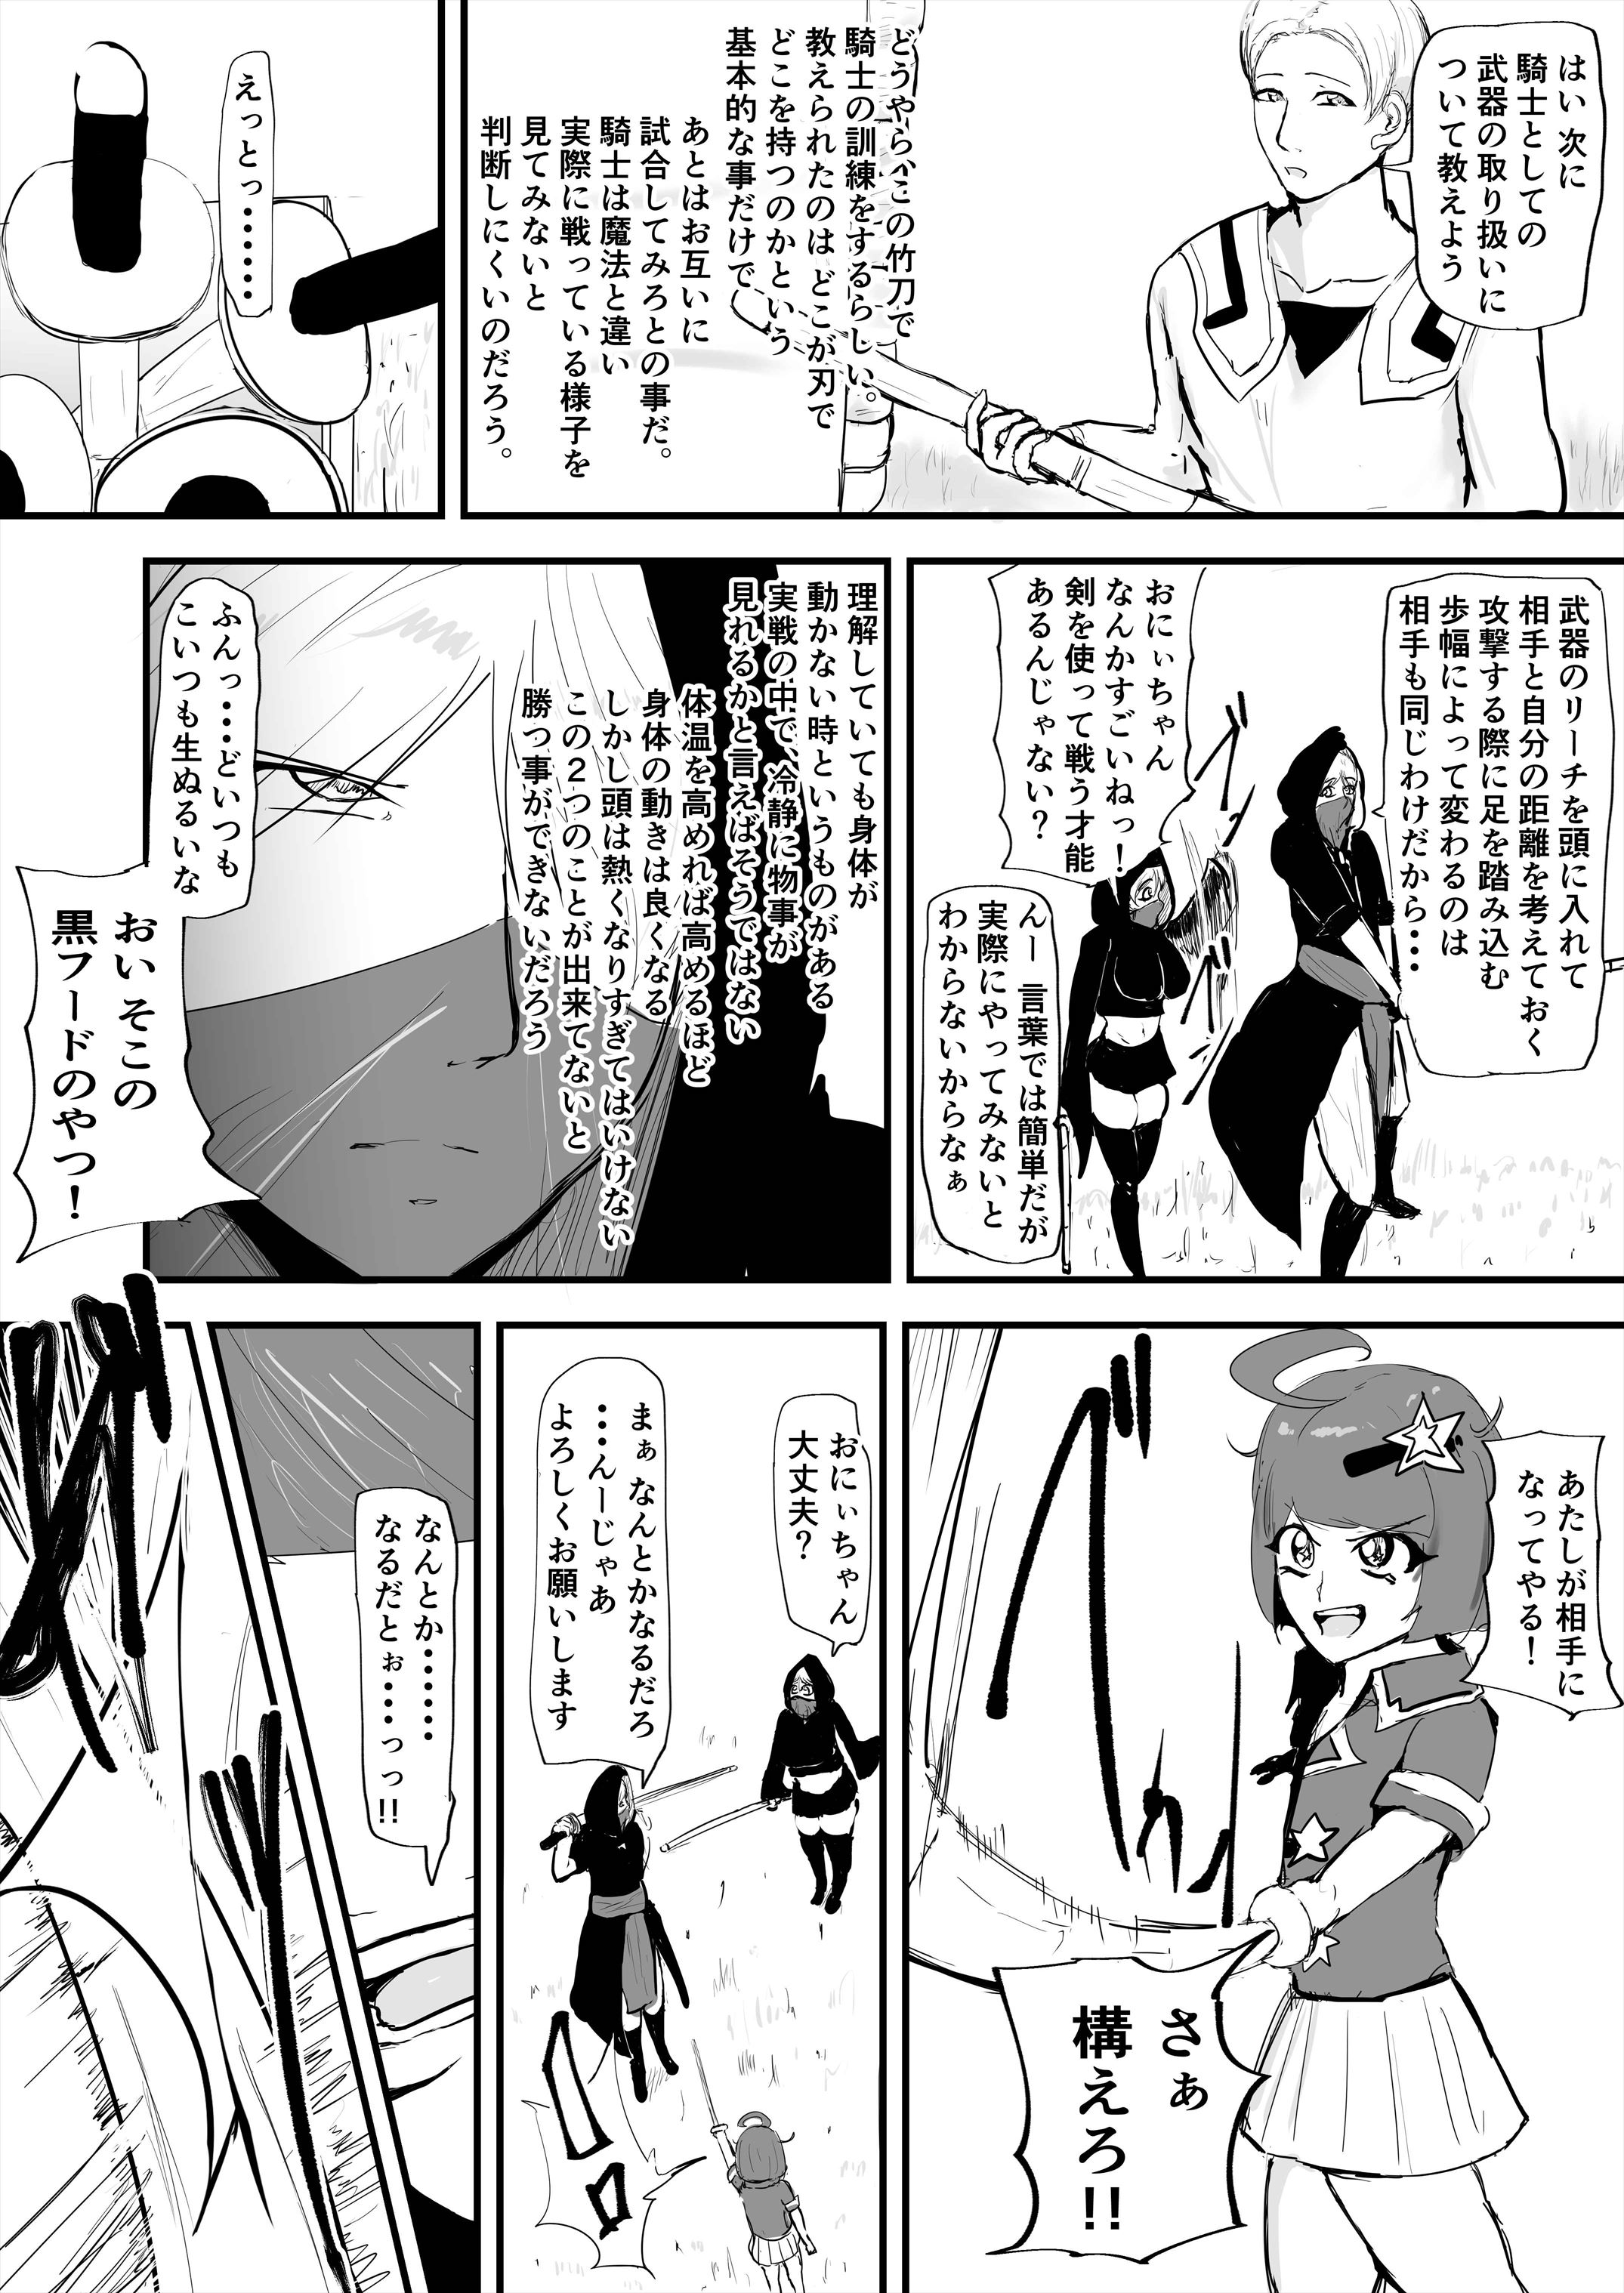 はい 次に
騎士としての
武器の取り扱いに
ついて教えよう
どうやらこの竹刀で
騎士の訓練をするらしい。
教えられたのはどこが刃で
どこを持つのかという
基本的な事だけで
あとはお互いに
試合してみろとの事だ。
騎士は魔法と違い
実際に戦っている様子を
見てみないと
判断しにくいのだろう。
えっとっ・・・・・・
武器のリーチを頭に入れて
相手と自分の距離を考えておく
攻撃する際に足を踏み込む
歩幅によって変わるのは
相手も同じわけだから・・・
おにぃちゃん
なんかすごいねっ！
剣を使って戦う才能
あるんじゃない？
んー 言葉では簡単だが
実際にやってみないと
わからないからなぁ
理解していても身体が
動かない時というものがある
実戦の中で、冷静に物事が
見れるかと言えばそうではない
体温を高めれば高めるほど
身体の動きは良くなる
しかし頭は熱くなりすぎてはいけない
この２つのことが出来てないと
勝つ事ができないだろう
ふんっ・・・どいつも
こいつも生ぬるいな
おい そこの
黒フードのやつ！
あたしが相手に
なってやる！
さぁ
構えろ!!
おにぃちゃん
大丈夫？
まぁ なんとかなるだろ
・・・んーじゃあ
よろしくお願いします
なんとか・・・・・・
なるだとぉ・・・っっ!!